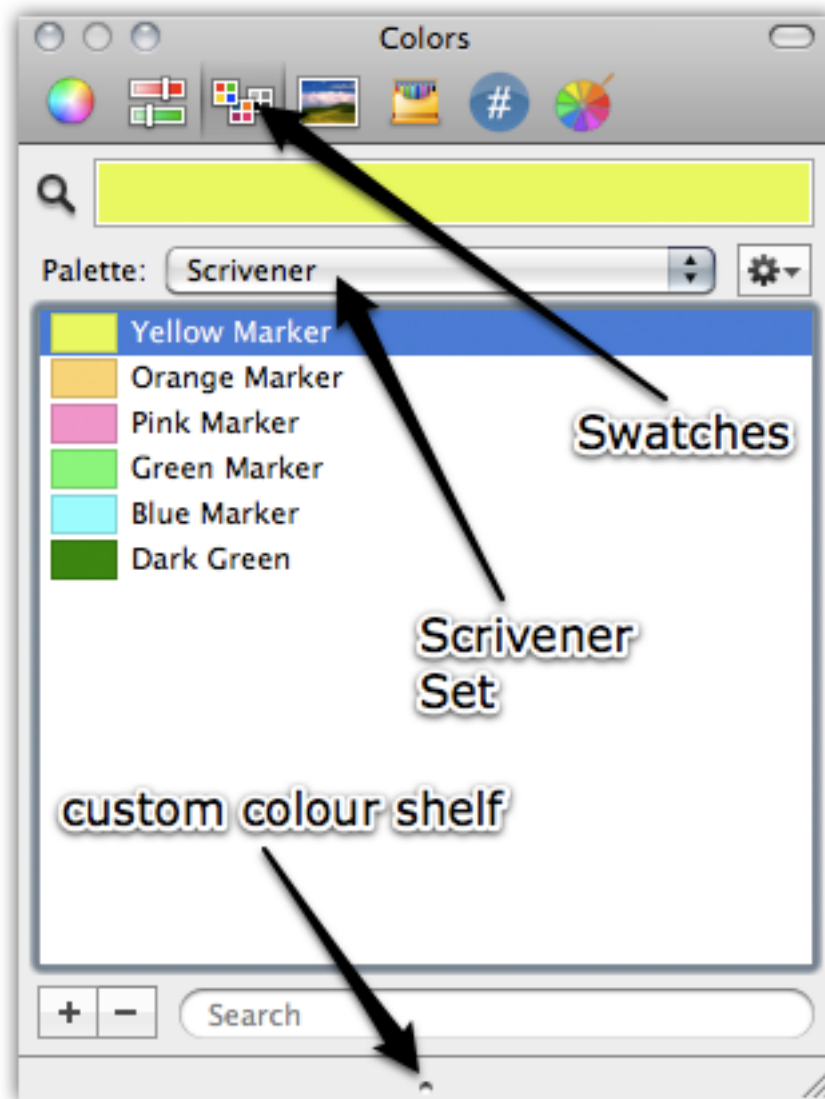 Colors
#
Palette: Scrivener
Yellow Marker
Orange Marker
Pink Marker
Green Marker
Blue Marker
Dark Green
Swatches
Scrivener
Set
custom colour shelf
+ − Search